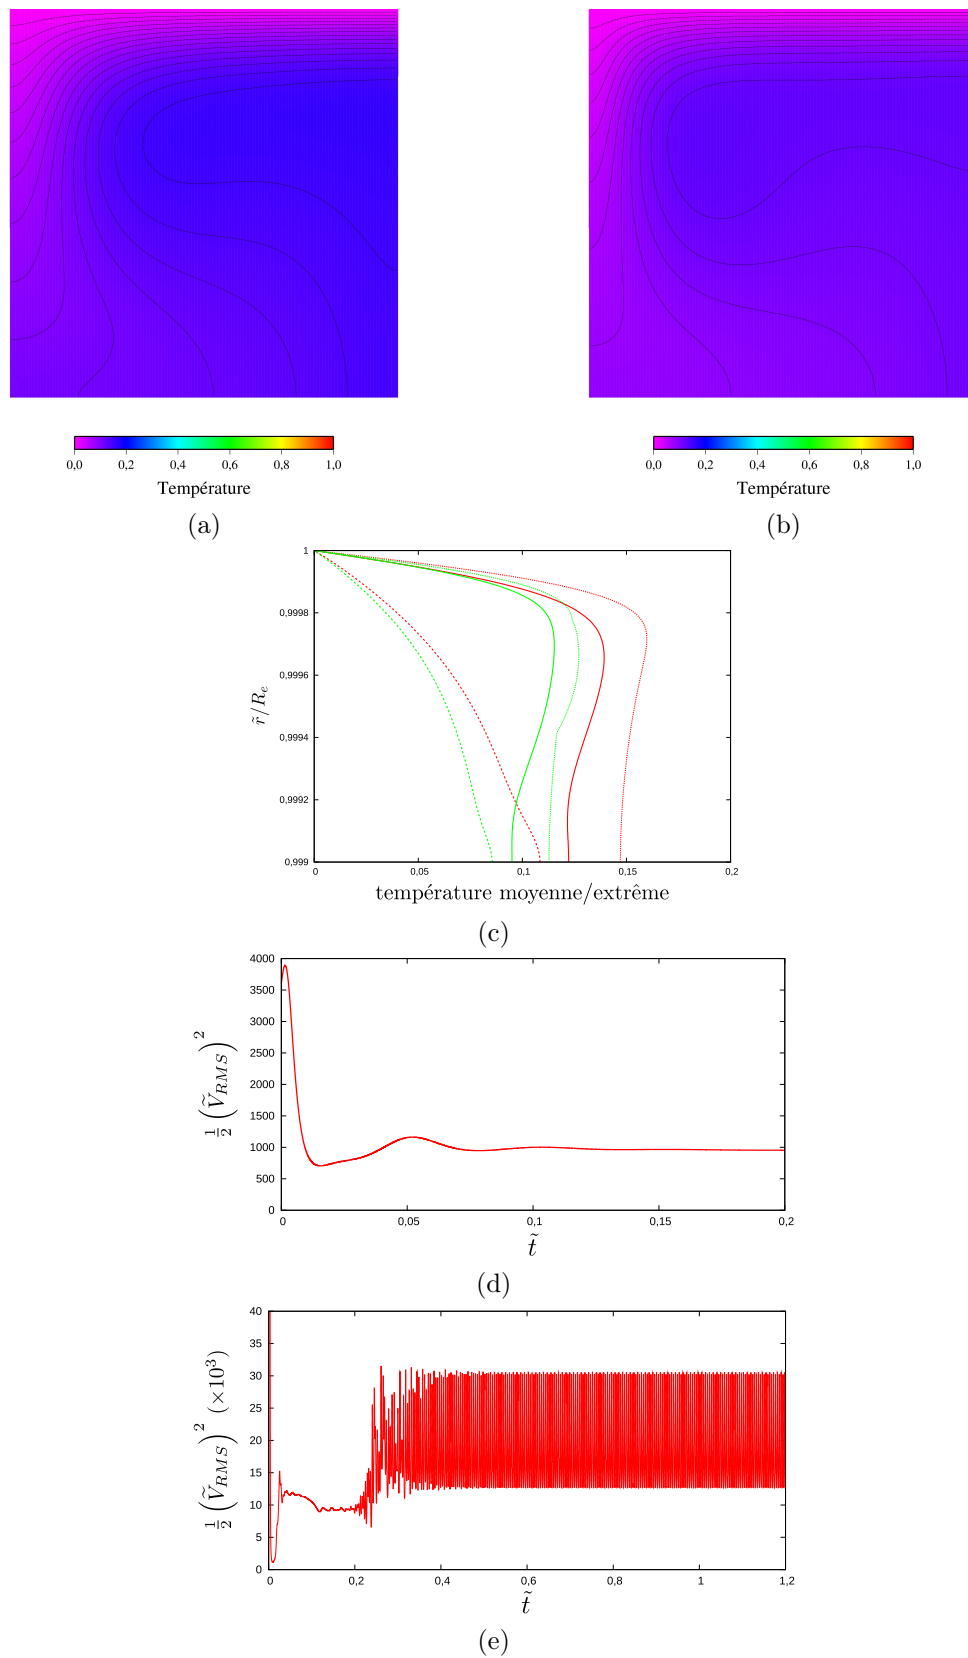 0,0 0,2 0,4 0,6 0,8 1,0
Température
(a)
0,0 0,2 0,4 0,6 0,8 1,0
Température
(b)
1
0,9998
0,9996
0,9994
0,9992
0,999
r̃/R_e
0 0,05 0,1 0,15 0,2
température moyenne/extrême
(c)
4000
3500
3000
2500
2000
1500
1000
500
0
1/2 (Ṽ_RMS)^2
0 0,05 0,1 0,15 0,2
t̃
(d)
40
35
30
25
20
15
10
5
0
1/2 (Ṽ_RMS)^2 (×10^3)
0 0,2 0,4 0,6 0,8 1 1,2
t̃
(e)